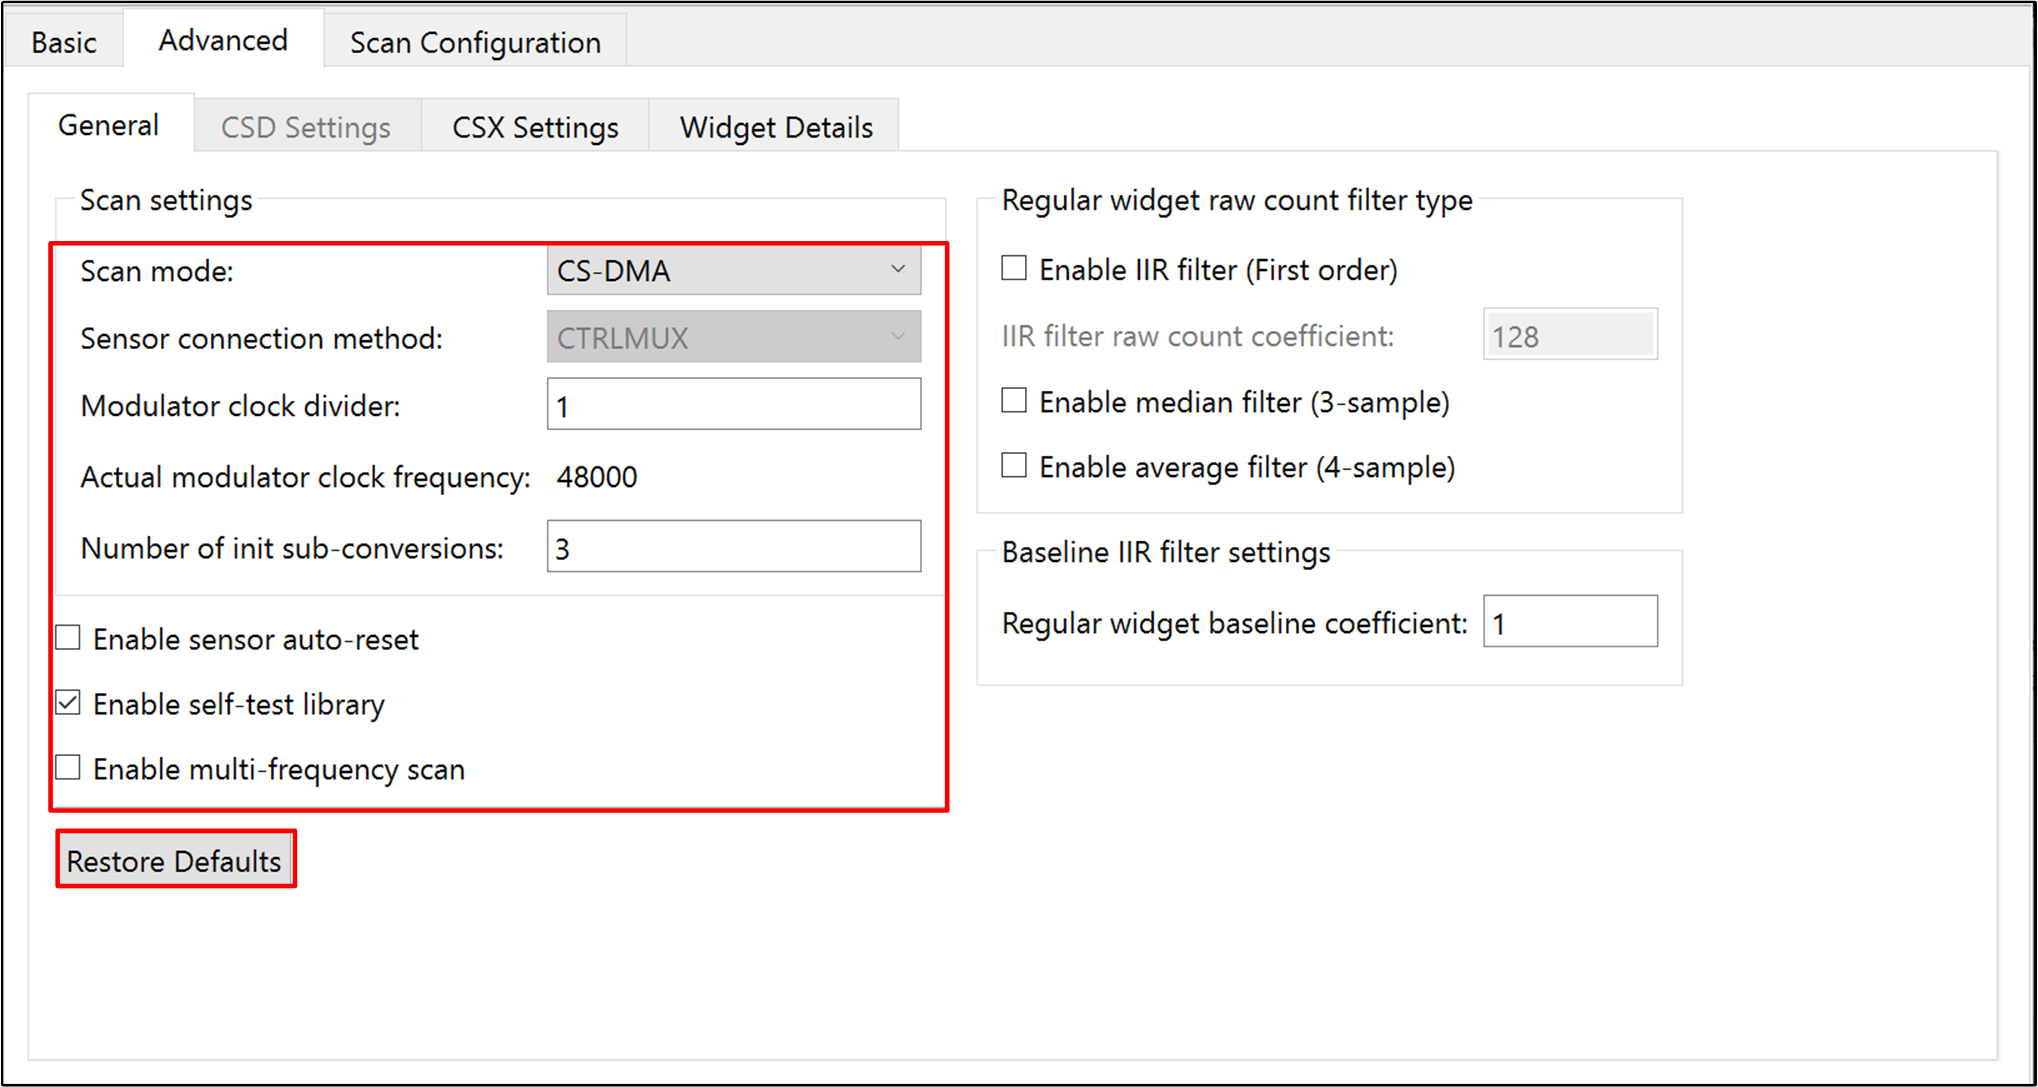 Basic Advanced Scan Configuration
General CSD Settings CSX Settings Widget Details
Scan settings
Scan mode: CS-DMA
Sensor connection method: CTRLMUX
Modulator clock divider: 1
Actual modulator clock frequency: 48000
Number of init sub-conversions: 3
Enable sensor auto-reset
Enable self-test library
Enable multi-frequency scan
Restore Defaults
Regular widget raw count filter type
Enable IIR filter (First order)
IIR filter raw count coefficient: 128
Enable median filter (3-sample)
Enable average filter (4-sample)
Baseline IIR filter settings
Regular widget baseline coefficient: 1